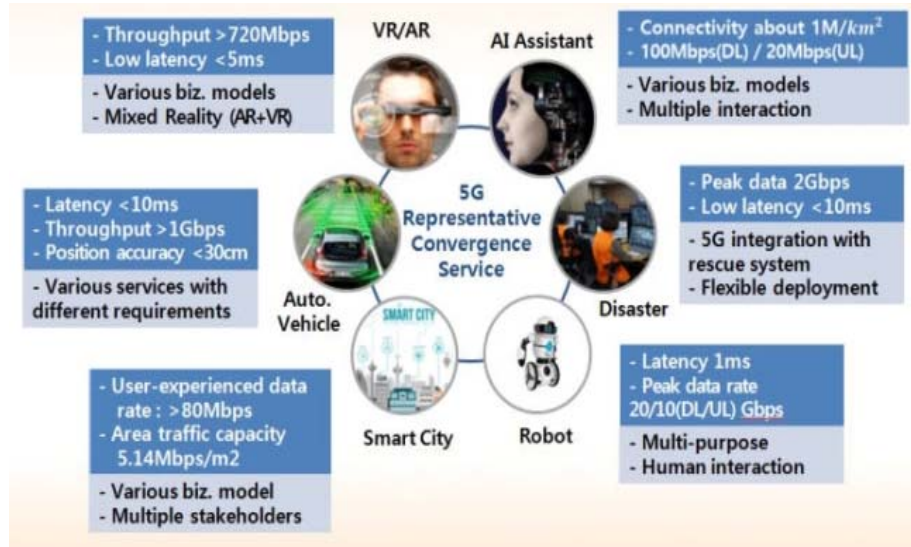 - Throughput >720Mbps
- Low latency <5ms
- Various biz. models
- Mixed Reality (AR+VR)
VR/AR
AI Assistant
- Connectivity about 1M/km²
- 100Mbps(DL) / 20Mbps(UL)
- Various biz. models
- Multiple interaction
- Latency <10ms
- Throughput >1Gbps
- Position accuracy <30cm
- Various services with
different requirements
Auto.
Vehicle
5G
Representative
Convergence
Service
- Peak data 2Gbps
- Low latency <10ms
- 5G integration with
rescue system
- Flexible deployment
Disaster
- User-experienced data
rate : >80Mbps
- Area traffic capacity
5.14Mbps/m2
- Various biz. model
- Multiple stakeholders
SMART CITY
Smart City
Robot
- Latency 1ms
- Peak data rate
20/10(DL/UL) Gbps
- Multi-purpose
- Human interaction